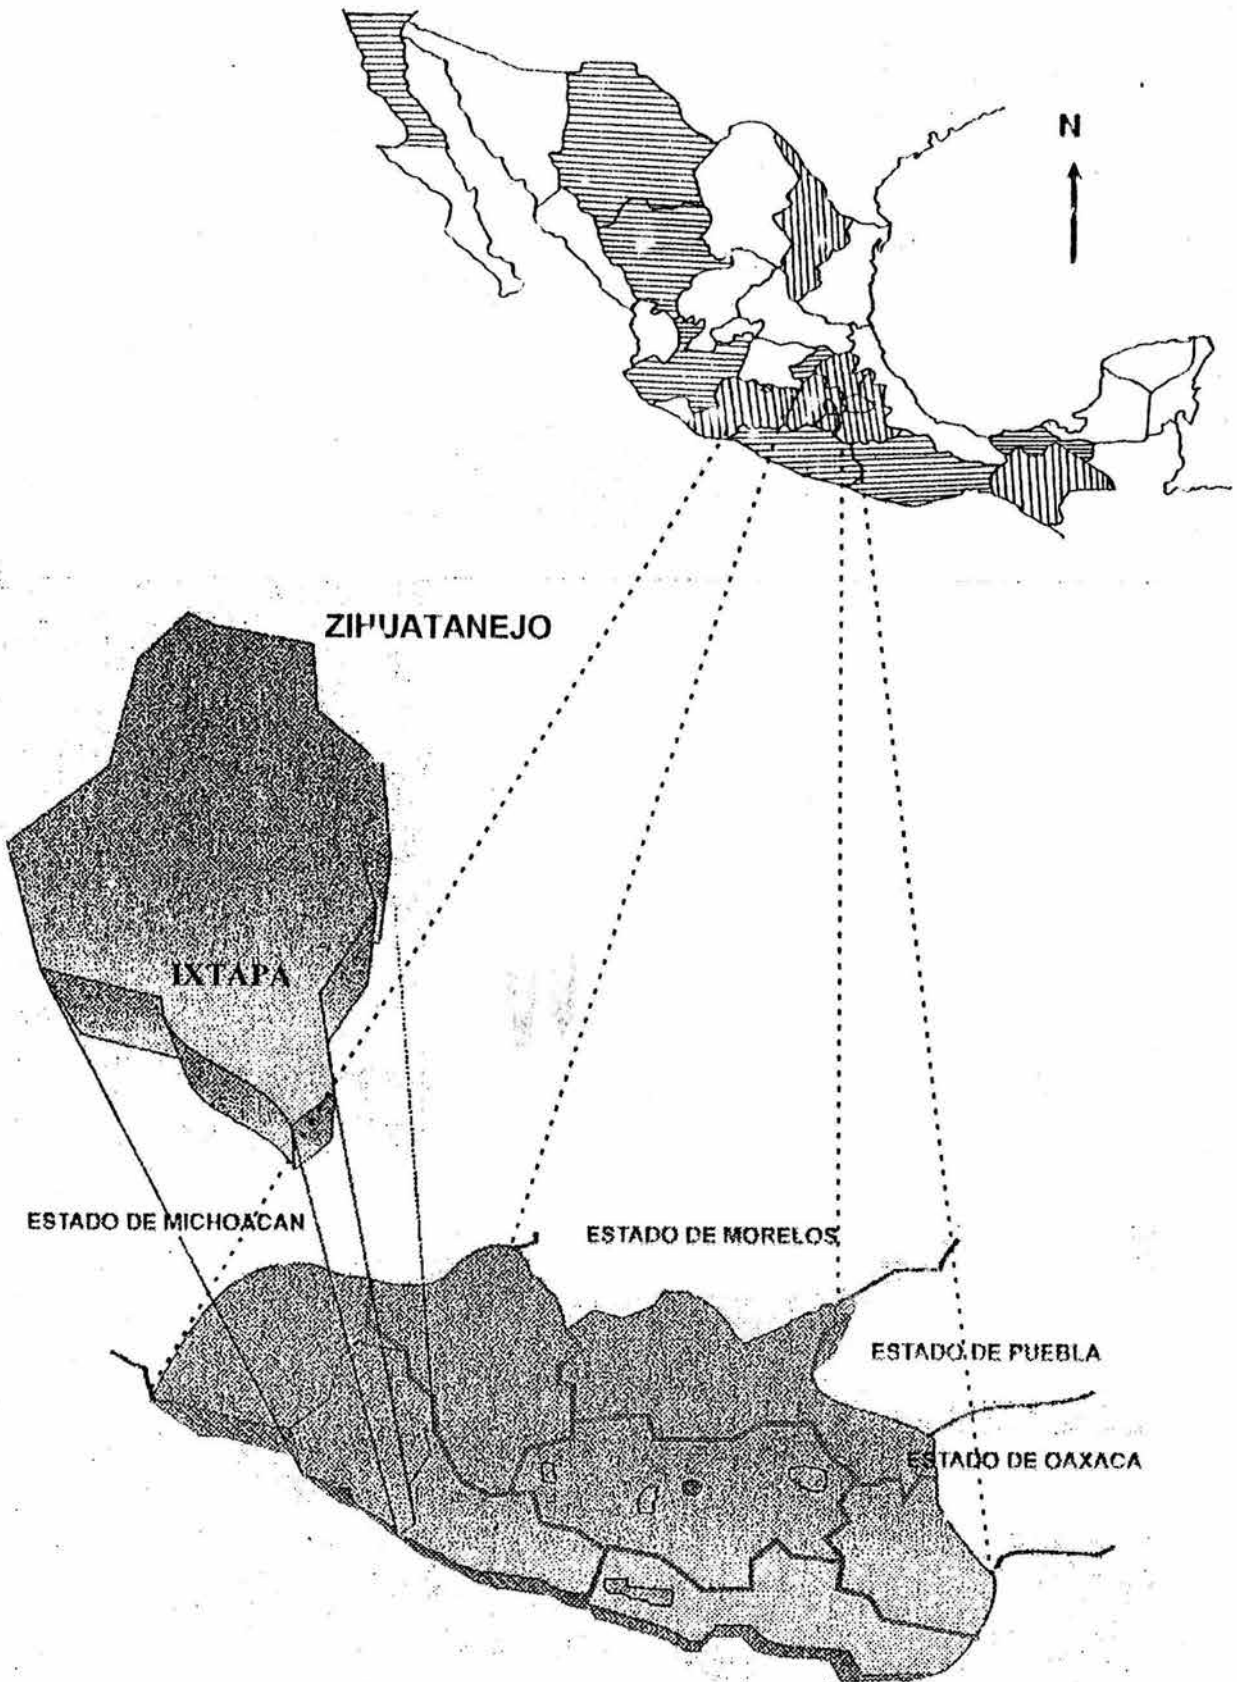 N
ZIHUATANEJO
IXTAPA
ESTADO DE MICHOACAN
ESTADO DE MORELOS
ESTADO DE PUEBLA
ESTADO DE OAXACA